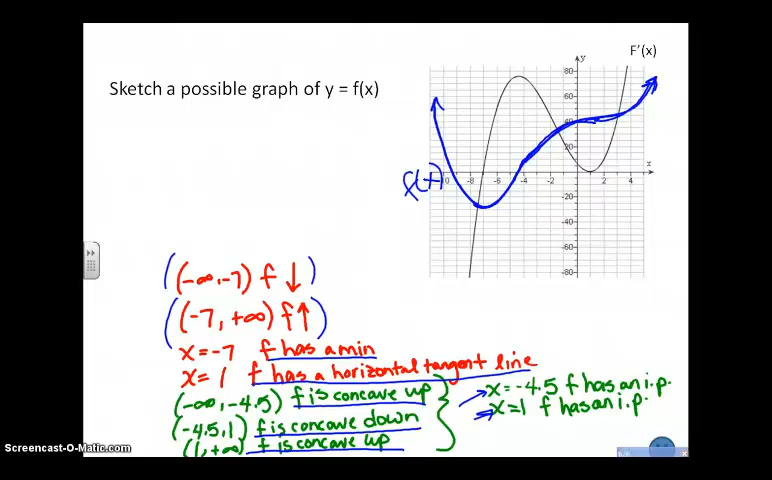 F'(x)
Sketch a possible graph of y = f(x)
y
80
60
40
20
x
-8 -6 -4 -2 2 4
-20
-40
-60
-80
f(x)
(-∞,-7) f ↓
(-7, +∞) f↑
x=-7 f has a min
x=1 f has a horizontal tangent line
(-∞,-4.5) f is concave up
(-4.5,1) f is concave down
(1,+∞) f is concave up
x=-4.5 f has an i.p.
x=1 f has an i.p.
Screencast-O-Matic.com